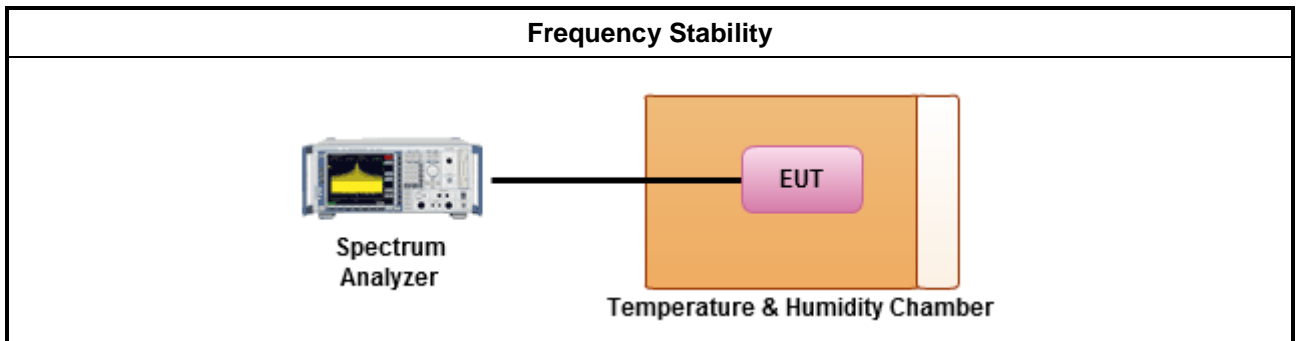 Frequency Stability
EUT
Spectrum
Analyzer
Temperature & Humidity Chamber